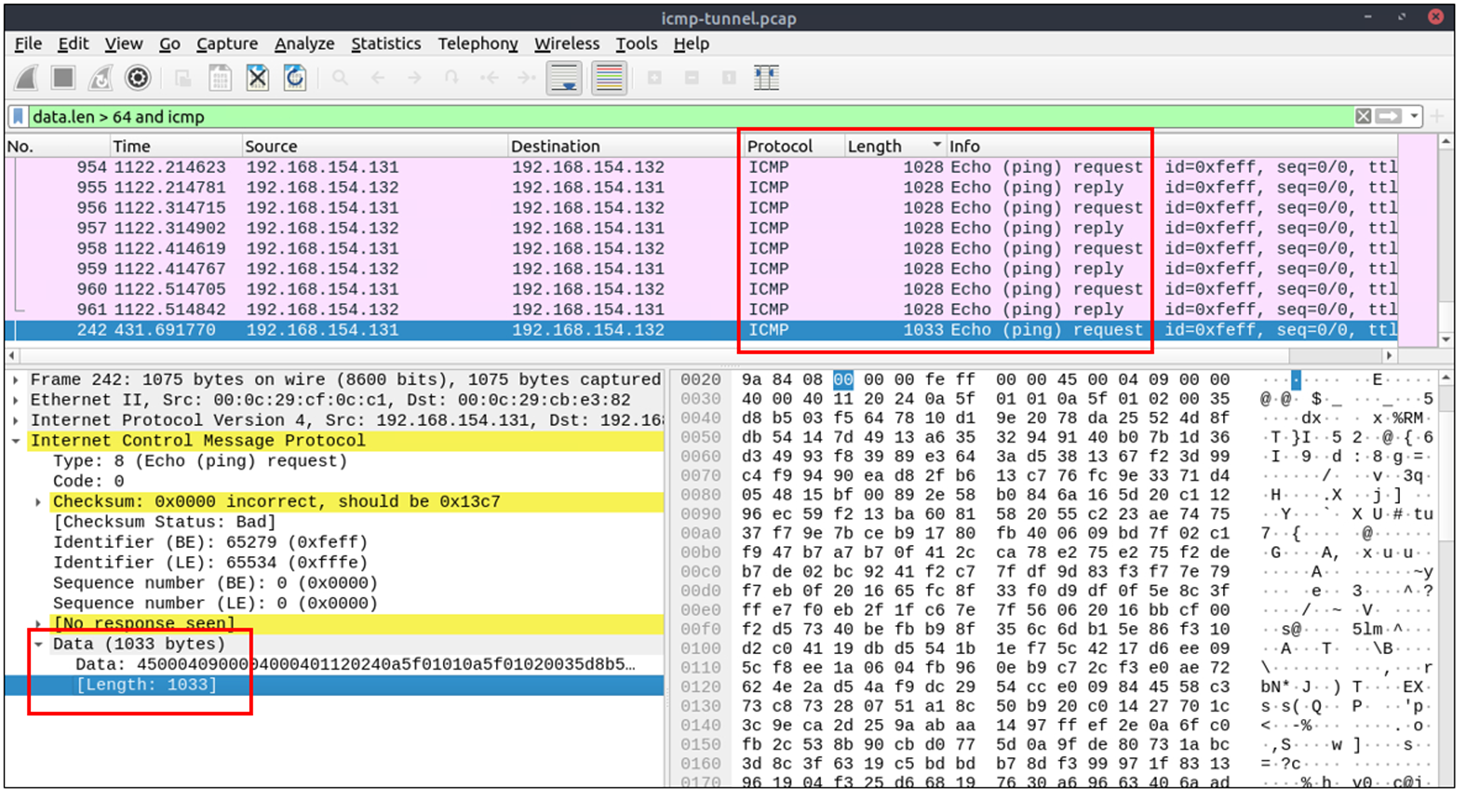 icmp-tunnel.pcap
File Edit View Go Capture Analyze Statistics Telephony Wireless Tools Help
data.len > 64 and icmp
No. Time Source Destination Protocol Length Info
954 1122.214623 192.168.154.131 192.168.154.132 ICMP 1028 Echo (ping) request id=0xfeff, seq=0/0, ttl
955 1122.214781 192.168.154.132 192.168.154.131 ICMP 1028 Echo (ping) reply id=0xfeff, seq=0/0, ttl
956 1122.314715 192.168.154.131 192.168.154.132 ICMP 1028 Echo (ping) request id=0xfeff, seq=0/0, ttl
957 1122.314902 192.168.154.132 192.168.154.131 ICMP 1028 Echo (ping) reply id=0xfeff, seq=0/0, ttl
958 1122.414619 192.168.154.131 192.168.154.132 ICMP 1028 Echo (ping) request id=0xfeff, seq=0/0, ttl
959 1122.414767 192.168.154.132 192.168.154.131 ICMP 1028 Echo (ping) reply id=0xfeff, seq=0/0, ttl
960 1122.514705 192.168.154.131 192.168.154.132 ICMP 1028 Echo (ping) request id=0xfeff, seq=0/0, ttl
961 1122.514842 192.168.154.132 192.168.154.131 ICMP 1028 Echo (ping) reply id=0xfeff, seq=0/0, ttl
242 431.691770 192.168.154.131 192.168.154.132 ICMP 1033 Echo (ping) request id=0xfeff, seq=0/0, ttl
Frame 242: 1075 bytes on wire (8600 bits), 1075 bytes captured
Ethernet II, Src: 00:0c:29:cf:0c:c1, Dst: 00:0c:29:cb:e3:82
Internet Protocol Version 4, Src: 192.168.154.131, Dst: 192.168
Internet Control Message Protocol
Type: 8 (Echo (ping) request)
Code: 0
Checksum: 0x0000 incorrect, should be 0x13c7
[Checksum Status: Bad]
Identifier (BE): 65279 (0xfeff)
Identifier (LE): 65534 (0xfffe)
Sequence number (BE): 0 (0x0000)
Sequence number (LE): 0 (0x0000)
[No response seen]
Data (1033 bytes)
Data: 4500040900004000401120240a5f01010a5f01020035d8b5…
[Length: 1033]
0020 9a 84 08 00 00 00 fe ff 00 00 45 00 04 09 00 00
0030 40 00 40 11 20 24 0a 5f 01 01 0a 5f 01 02 00 35
0040 d8 b5 03 f5 64 78 10 d1 9e 20 78 da 25 52 4d 8f
0050 db 54 14 7d 49 13 a6 35 32 94 91 40 b0 7b 1d 36
0060 d3 49 93 f8 39 89 e3 64 3a d5 38 13 67 f2 3d 99
0070 c4 f9 94 90 ea d8 2f b6 13 c7 76 fc 9e 33 71 d4
0080 05 48 15 bf 00 89 2e 58 b0 84 6a 16 5d 20 c1 12
0090 96 ec 59 f2 13 ba 60 81 58 20 55 c2 23 ae 74 75
00a0 37 f9 9e 7b ce b9 17 80 fb 40 06 09 bd 7f 02 c1
00b0 f9 47 b7 a7 b7 0f 41 2c ca 78 e2 75 e2 75 f2 de
00c0 b7 de 02 bc 92 41 f2 c7 7f df 9d 83 f3 f7 7e 79
00d0 f7 eb 0f 20 16 65 fc 8f 33 f0 d9 df 0f 5e 8c 3f
00e0 ff e7 f0 eb 2f 1f c6 7e 7f 56 06 20 16 bb cf 00
00f0 f2 d5 73 40 be fb b9 8f 35 6c 6d b1 5e 86 f3 10
0100 d2 c0 41 19 db d5 54 1b 1e f7 5c 42 17 d6 ee 09
0110 5c f8 ee 1a 06 04 fb 96 0e b9 c7 2c f3 e0 ae 72
0120 62 4e 2a d5 4a f9 dc 29 54 cc e0 09 84 45 58 c3
0130 73 c8 73 28 07 51 a1 8c 50 b9 20 c0 14 27 70 1c
0140 3c 9e ca 2d 25 9a ab aa 14 97 ff ef 2e 0a 6f c0
0150 fb 2c 53 8b 90 cb d0 77 5d 0a 9f de 80 73 1a bc
0160 3d 8c 3f 63 19 c5 bd bd b7 8d f3 99 97 1f 83 13
0170 96 19 04 f3 25 d6 68 19 76 30 a6 96 63 40 6a ad